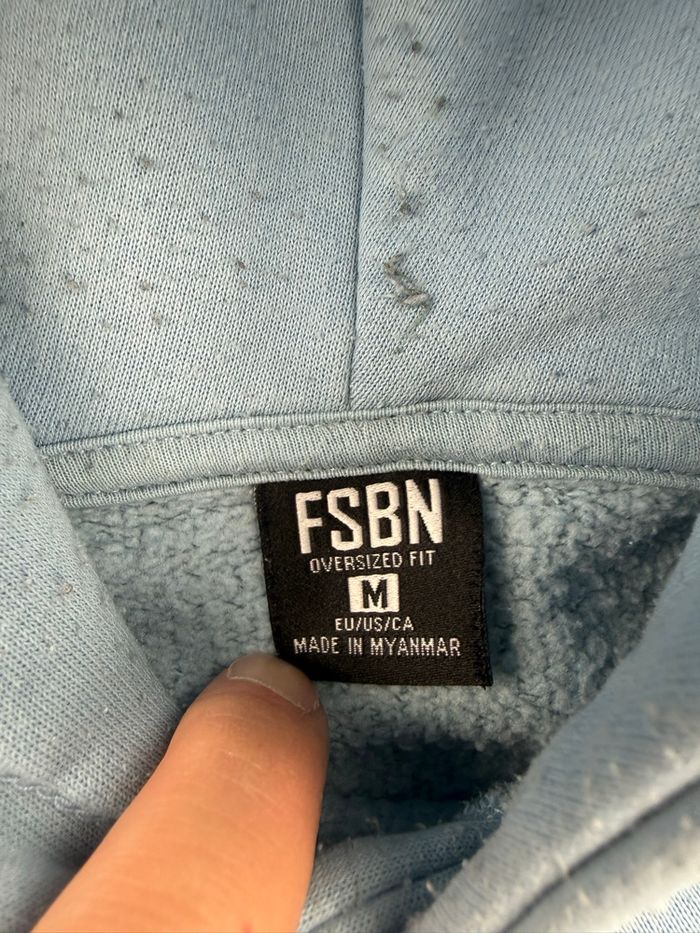 FSBN
OVERSIZED FIT
M
EU/US/CA
MADE IN MYANMAR